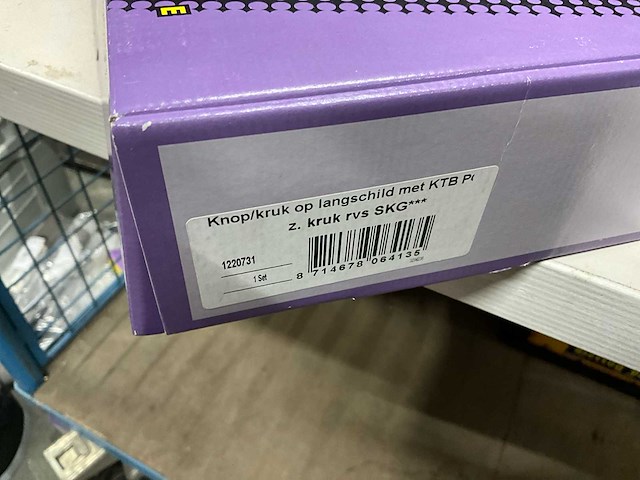 E
Knop/kruk op langschild met KTB
z. kruk rvs SKG***
1220731
1 Set
8 714678 064135